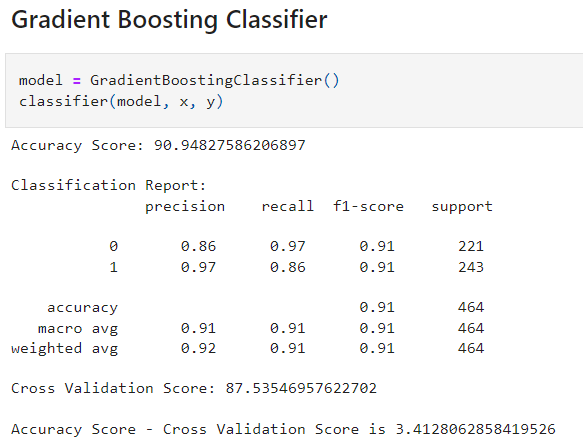 Gradient Boosting Classifier
model = GradientBoostingClassifier()
classifier(model, x, y)
Accuracy Score: 90.94827586206897
Classification Report:
precision recall f1-score support
0 0.86 0.97 0.91 221
1 0.97 0.86 0.91 243
accuracy 0.91 464
macro avg 0.91 0.91 0.91 464
weighted avg 0.92 0.91 0.91 464
Cross Validation Score: 87.53546957622702
Accuracy Score - Cross Validation Score is 3.4128062858419526